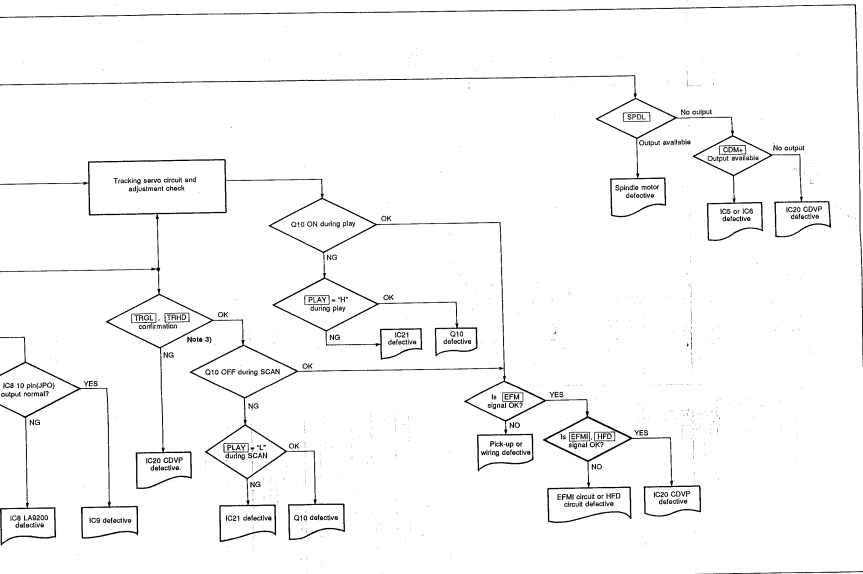 SPDL
No output
Output available
CDM+
Output available
No output
Spindle motor
defective
IC5 or IC6
defective
IC20 CDVP
defective
Tracking servo circuit and
adjustment check
Q10 ON during play
OK
NG
PLAY = "H"
during play
OK
NG
IC21
defective
Q10
defective
TRGL , TRHD
confirmation
OK
Note 3)
NG
Q10 OFF during SCAN
OK
NG
IC8 10 pin(JPO)
output normal?
YES
NG
PLAY = "L"
during SCAN
OK
NG
IC20 CDVP
defective.
IC8 LA9200
defective
IC9 defective
IC21 defective
Q10 defective
Is EFM
signal OK?
YES
NO
Pick-up or
wiring defective
Is EFMI, HFD
signal OK?
YES
NO
EFMI circuit or HFD
circuit defective
IC20 CDVP
defective